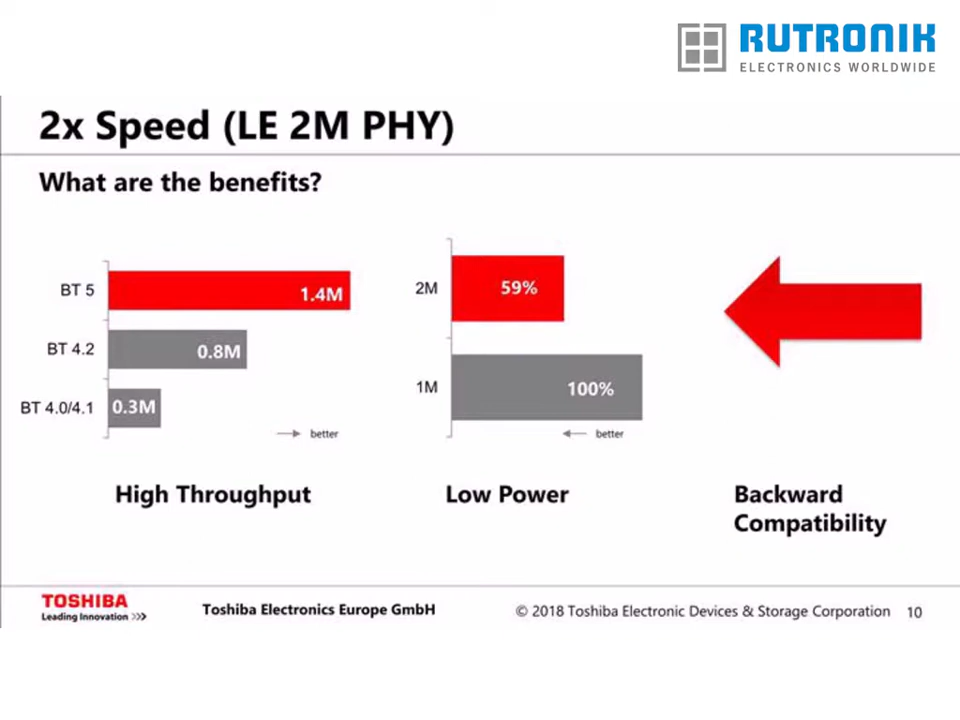 RUTRONIK
ELECTRONICS WORLDWIDE
2x Speed (LE 2M PHY)
What are the benefits?
BT 5
1.4M
BT 4.2
0.8M
BT 4.0/4.1
0.3M
better
High Throughput
2M
59%
1M
100%
better
Low Power
Backward
Compatibility
TOSHIBA
Leading Innovation >>>
Toshiba Electronics Europe GmbH
© 2018 Toshiba Electronic Devices & Storage Corporation
10